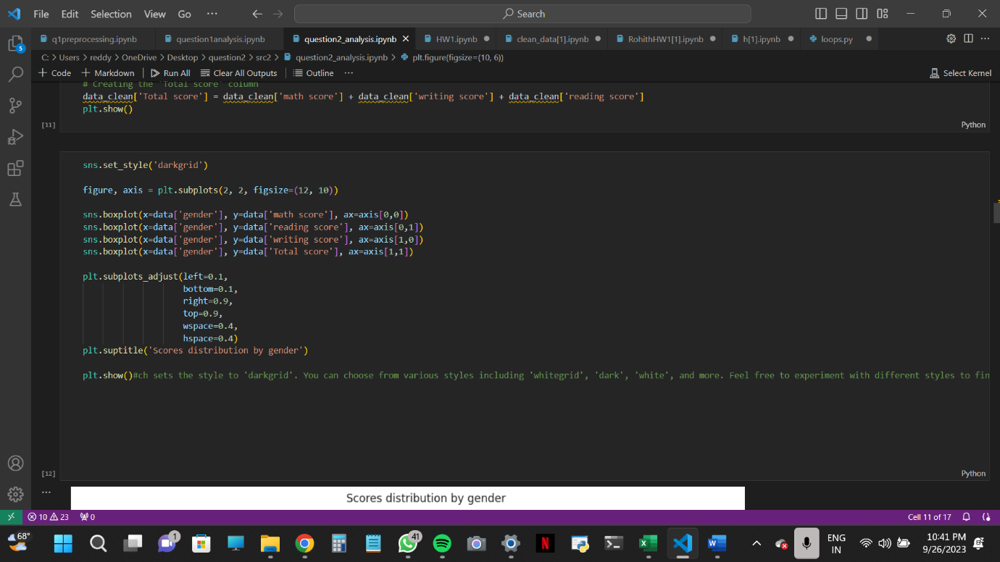 File Edit Selection View Go ··· Search
q1preprocessing.ipynb question1analysis.ipynb question2_analysis.ipynb HW1.ipynb clean_data[1].ipynb RohithHW1[1].ipynb h[1].ipynb loops.py
5
C: > Users > reddy > OneDrive > Desktop > question2 > src2 > question2_analysis.ipynb > plt.figure(figsize=(10, 6))
+ Code + Markdown Run All Clear All Outputs Outline ··· Select Kernel
# Creating the 'Total score' column
data_clean['Total score'] = data_clean['math score'] + data_clean['writing score'] + data_clean['reading score']
plt.show()
[11] Python
sns.set_style('darkgrid')
figure, axis = plt.subplots(2, 2, figsize=(12, 10))
sns.boxplot(x=data['gender'], y=data['math score'], ax=axis[0,0])
sns.boxplot(x=data['gender'], y=data['reading score'], ax=axis[0,1])
sns.boxplot(x=data['gender'], y=data['writing score'], ax=axis[1,0])
sns.boxplot(x=data['gender'], y=data['Total score'], ax=axis[1,1])
plt.subplots_adjust(left=0.1,
bottom=0.1,
right=0.9,
top=0.9,
wspace=0.4,
hspace=0.4)
plt.suptitle('Scores distribution by gender')
plt.show()#ch sets the style to 'darkgrid'. You can choose from various styles including 'whitegrid', 'dark', 'white', and more. Feel free to experiment with different styles to fin
[12] Python
···
Scores distribution by gender
10 23 0 Cell 11 of 17
68° 1 41 ENG 10:41 PM
IN 9/26/2023